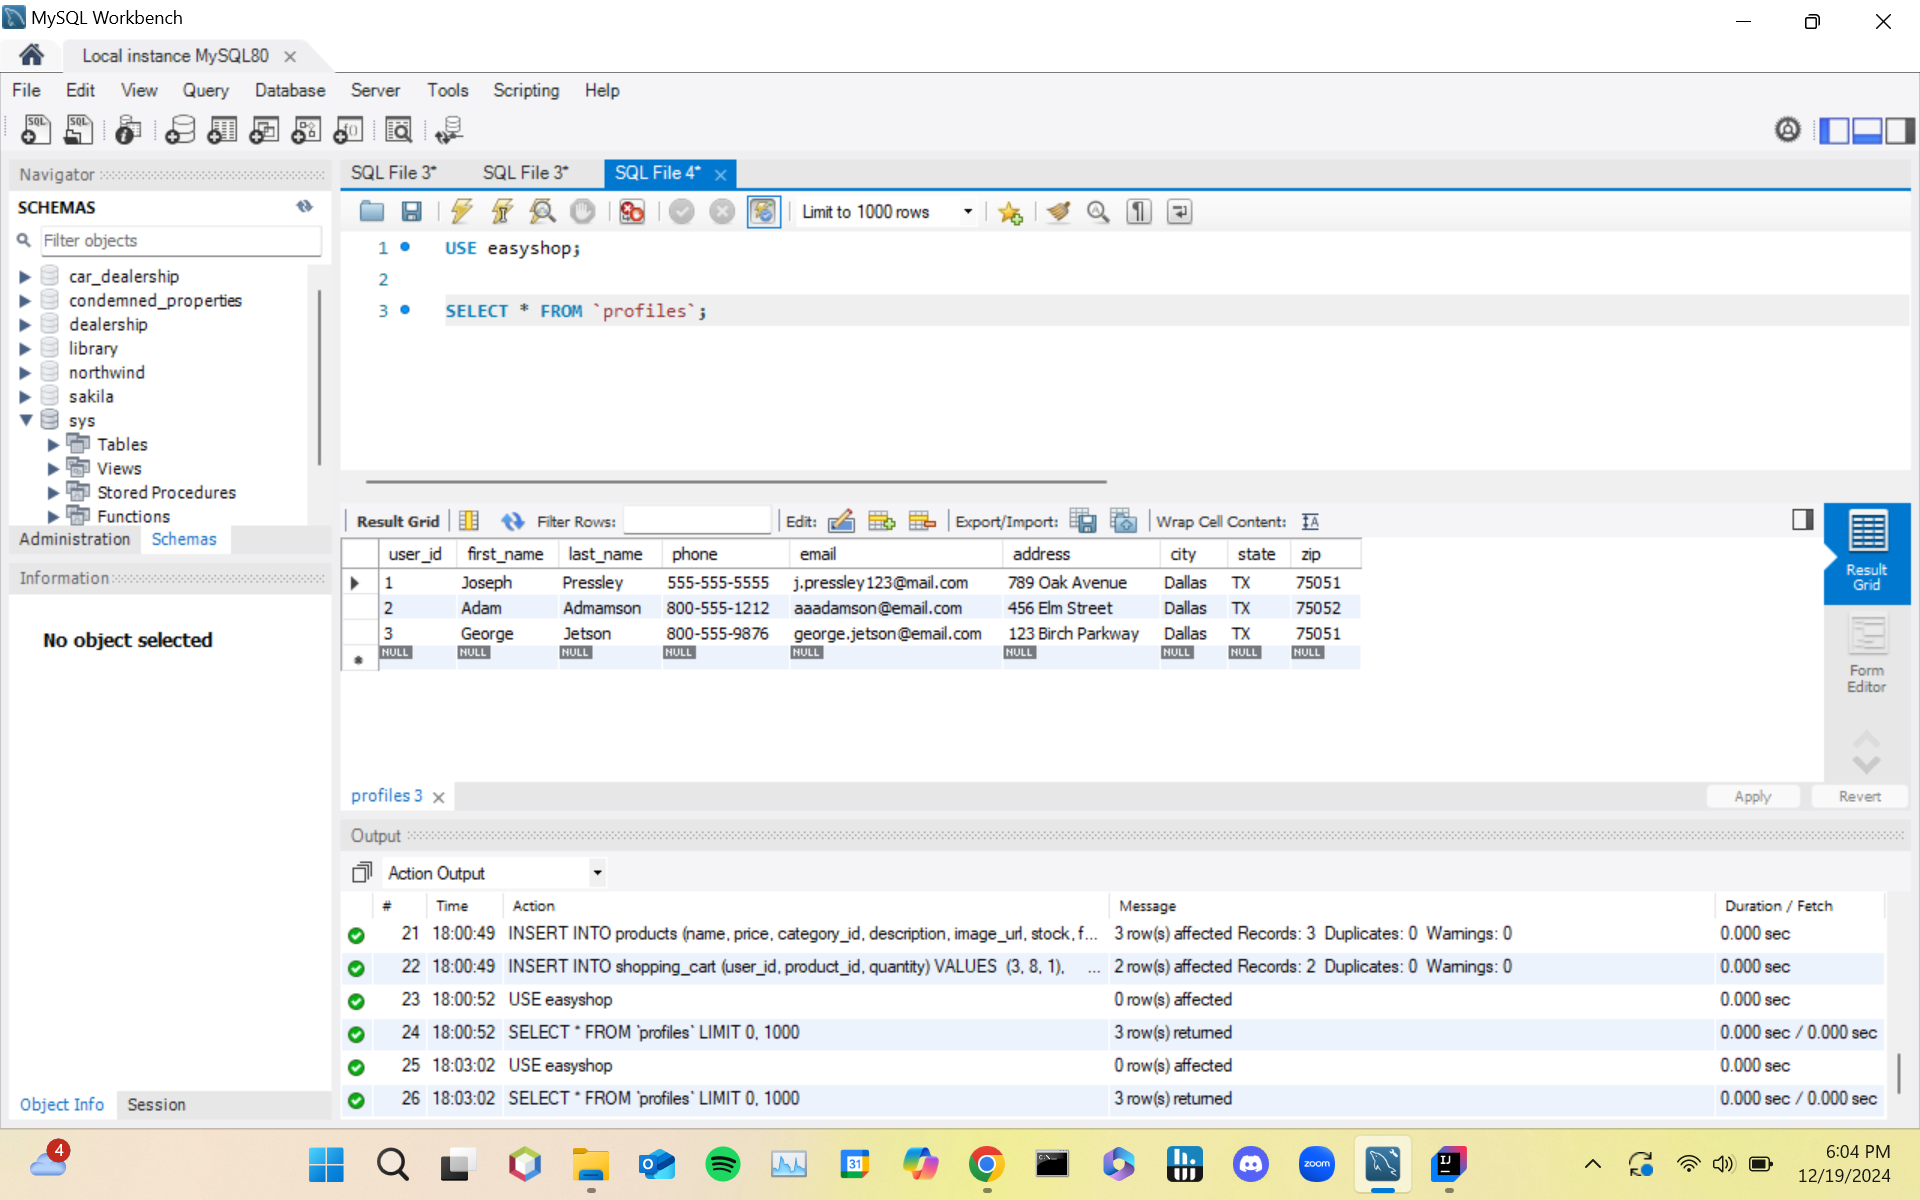 MySQL Workbench
Local instance MySQL80
File Edit View Query Database Server Tools Scripting Help
Navigator
SCHEMAS
Filter objects
car_dealership
condemned_properties
dealership
library
northwind
sakila
sys
Tables
Views
Stored Procedures
Functions
Administration Schemas
Information
No object selected
Object Info Session
SQL File 3* SQL File 3* SQL File 4*
Limit to 1000 rows
1 USE easyshop;
2
3 SELECT * FROM `profiles`;
Result Grid Filter Rows: Edit: Export/Import: Wrap Cell Content:
user_id first_name last_name phone email address city state zip
1 Joseph Pressley 555-555-5555 j.pressley123@mail.com 789 Oak Avenue Dallas TX 75051
2 Adam Admamson 800-555-1212 aaadamson@email.com 456 Elm Street Dallas TX 75052
3 George Jetson 800-555-9876 george.jetson@email.com 123 Birch Parkway Dallas TX 75051
NULL NULL NULL NULL NULL NULL NULL NULL NULL
Result Grid
Form Editor
profiles 3
Apply Revert
Output
Action Output
# Time Action Message Duration / Fetch
21 18:00:49 INSERT INTO products (name, price, category_id, description, image_url, stock, f... 3 row(s) affected Records: 3 Duplicates: 0 Warnings: 0 0.000 sec
22 18:00:49 INSERT INTO shopping_cart (user_id, product_id, quantity) VALUES (3, 8, 1), ... 2 row(s) affected Records: 2 Duplicates: 0 Warnings: 0 0.000 sec
23 18:00:52 USE easyshop 0 row(s) affected 0.000 sec
24 18:00:52 SELECT * FROM `profiles` LIMIT 0, 1000 3 row(s) returned 0.000 sec / 0.000 sec
25 18:03:02 USE easyshop 0 row(s) affected 0.000 sec
26 18:03:02 SELECT * FROM `profiles` LIMIT 0, 1000 3 row(s) returned 0.000 sec / 0.000 sec
4
31
zoom
IJ
6:04 PM
12/19/2024